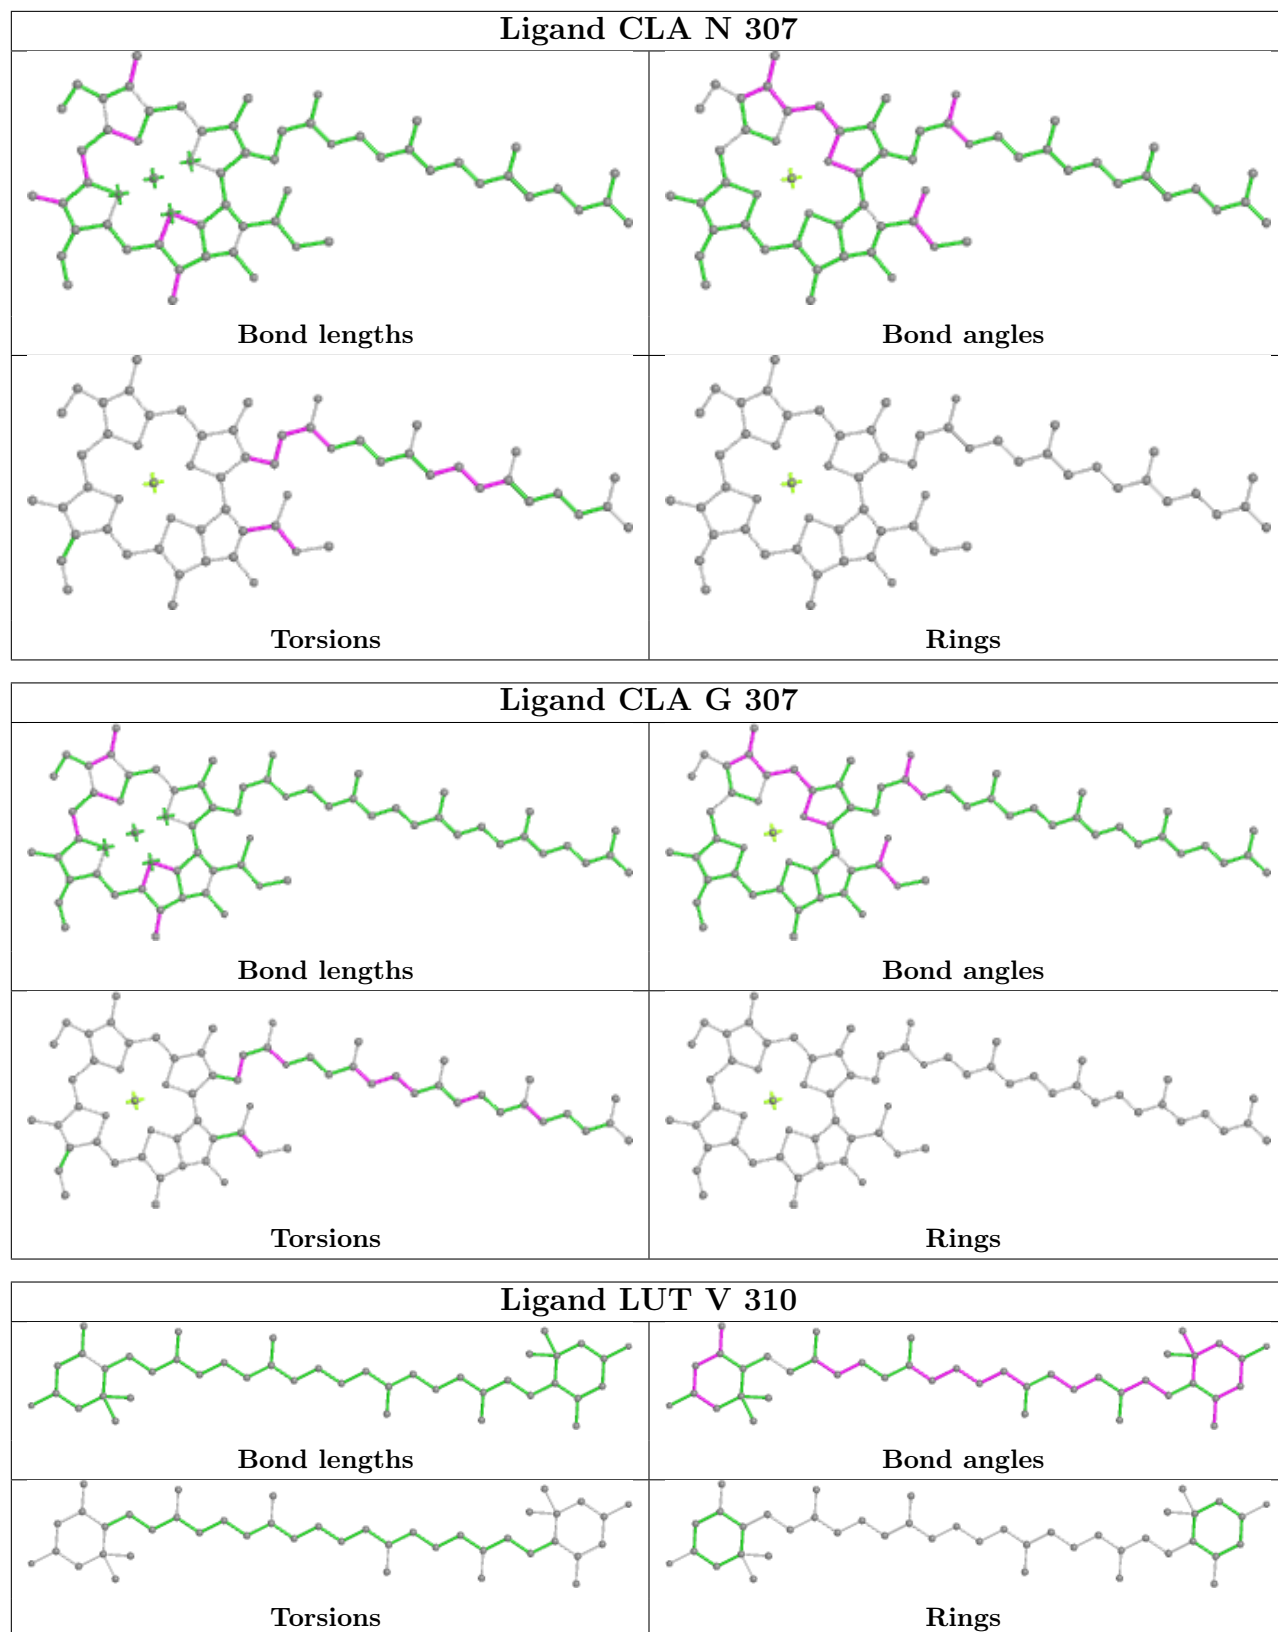 Ligand CLA N 307
Bond lengths
Bond angles
Torsions
Rings
Ligand CLA G 307
Bond lengths
Bond angles
Torsions
Rings
Ligand LUT V 310
Bond lengths
Bond angles
Torsions
Rings